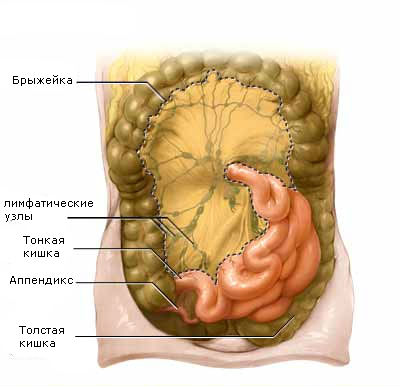 Брыжейка
лимфатические
узлы
Тонкая
кишка
Аппендикс
Толстая
кишка